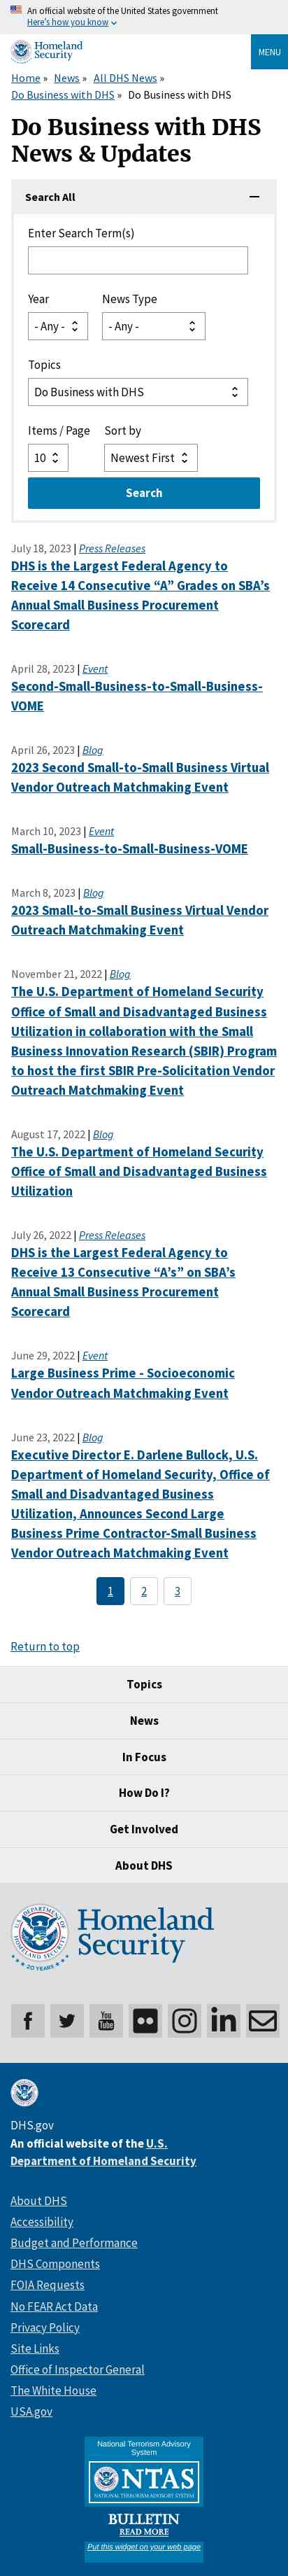 An official website of the United States government
Here's how you know
Homeland
Security
MENU
Home » News » All DHS News »
Do Business with DHS » Do Business with DHS
Do Business with DHS
News & Updates
Search All
Enter Search Term(s)
Year News Type
- Any - - Any -
Topics
Do Business with DHS
Items / Page Sort by
10 Newest First
Search
July 18, 2023 | Press Releases
DHS is the Largest Federal Agency to
Receive 14 Consecutive “A” Grades on SBA’s
Annual Small Business Procurement
Scorecard
April 28, 2023 | Event
Second-Small-Business-to-Small-Business-
VOME
April 26, 2023 | Blog
2023 Second Small-to-Small Business Virtual
Vendor Outreach Matchmaking Event
March 10, 2023 | Event
Small-Business-to-Small-Business-VOME
March 8, 2023 | Blog
2023 Small-to-Small Business Virtual Vendor
Outreach Matchmaking Event
November 21, 2022 | Blog
The U.S. Department of Homeland Security
Office of Small and Disadvantaged Business
Utilization in collaboration with the Small
Business Innovation Research (SBIR) Program
to host the first SBIR Pre-Solicitation Vendor
Outreach Matchmaking Event
August 17, 2022 | Blog
The U.S. Department of Homeland Security
Office of Small and Disadvantaged Business
Utilization
July 26, 2022 | Press Releases
DHS is the Largest Federal Agency to
Receive 13 Consecutive “A’s” on SBA’s
Annual Small Business Procurement
Scorecard
June 29, 2022 | Event
Large Business Prime - Socioeconomic
Vendor Outreach Matchmaking Event
June 23, 2022 | Blog
Executive Director E. Darlene Bullock, U.S.
Department of Homeland Security, Office of
Small and Disadvantaged Business
Utilization, Announces Second Large
Business Prime Contractor-Small Business
Vendor Outreach Matchmaking Event
1 2 3
Return to top
Topics
News
In Focus
How Do I?
Get Involved
About DHS
Homeland
Security
20 YEARS
You
Tube
DHS.gov
An official website of the U.S.
Department of Homeland Security
About DHS
Accessibility
Budget and Performance
DHS Components
FOIA Requests
No FEAR Act Data
Privacy Policy
Site Links
Office of Inspector General
The White House
USA.gov
National Terrorism Advisory
System
NTAS
NATIONAL TERRORISM ADVISORY SYSTEM
BULLETIN
READ MORE
Put this widget on your web page